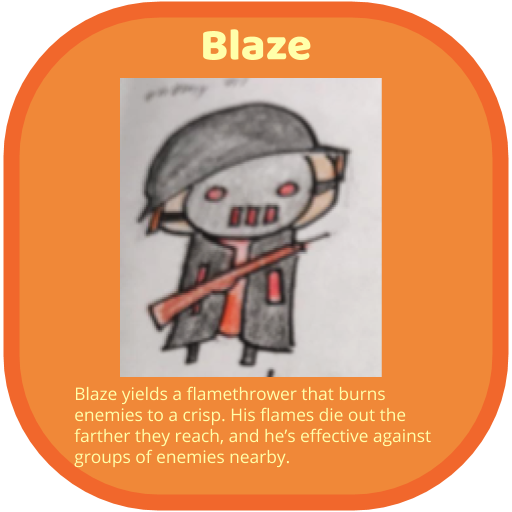 Blaze
Blaze yields a flamethrower that burns
enemies to a crisp. His flames die out the
farther they reach, and he's effective against
groups of enemies nearby.